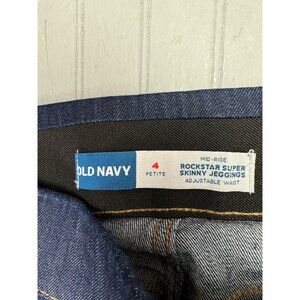 OLD NAVY
4
PETITE
MID-RISE
ROCKSTAR SUPER
SKINNY JEGGINGS
ADJUSTABLE WAIST